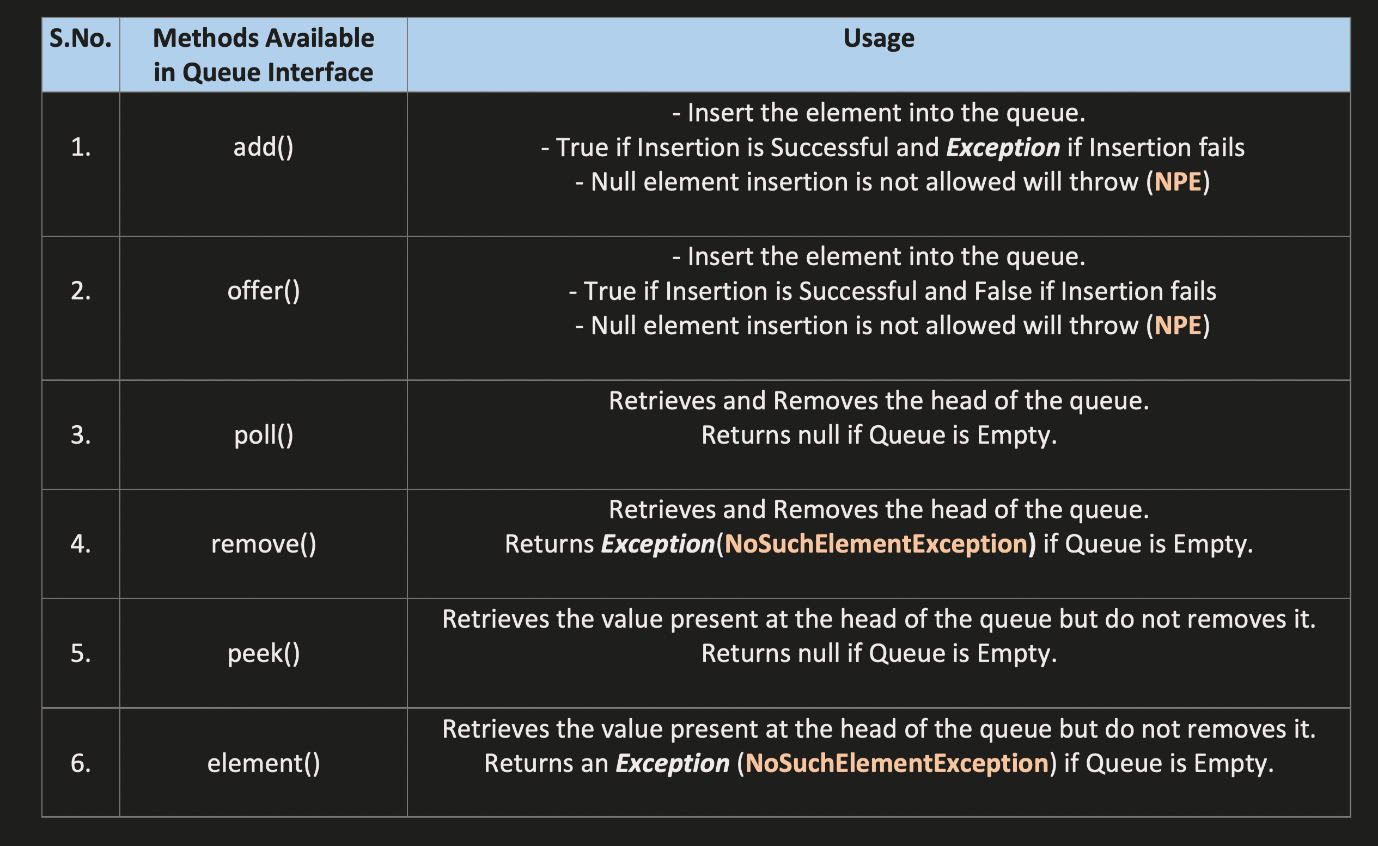 S.No.
Methods Available
in Queue Interface
Usage
1.
add()
- Insert the element into the queue.
- True if Insertion is Successful and Exception if Insertion fails
- Null element insertion is not allowed will throw (NPE)
2.
offer()
- Insert the element into the queue.
- True if Insertion is Successful and False if Insertion fails
- Null element insertion is not allowed will throw (NPE)
3.
poll()
Retrieves and Removes the head of the queue.
Returns null if Queue is Empty.
4.
remove()
Retrieves and Removes the head of the queue.
Returns Exception(NoSuchElementException) if Queue is Empty.
5.
peek()
Retrieves the value present at the head of the queue but do not removes it.
Returns null if Queue is Empty.
6.
element()
Retrieves the value present at the head of the queue but do not removes it.
Returns an Exception (NoSuchElementException) if Queue is Empty.